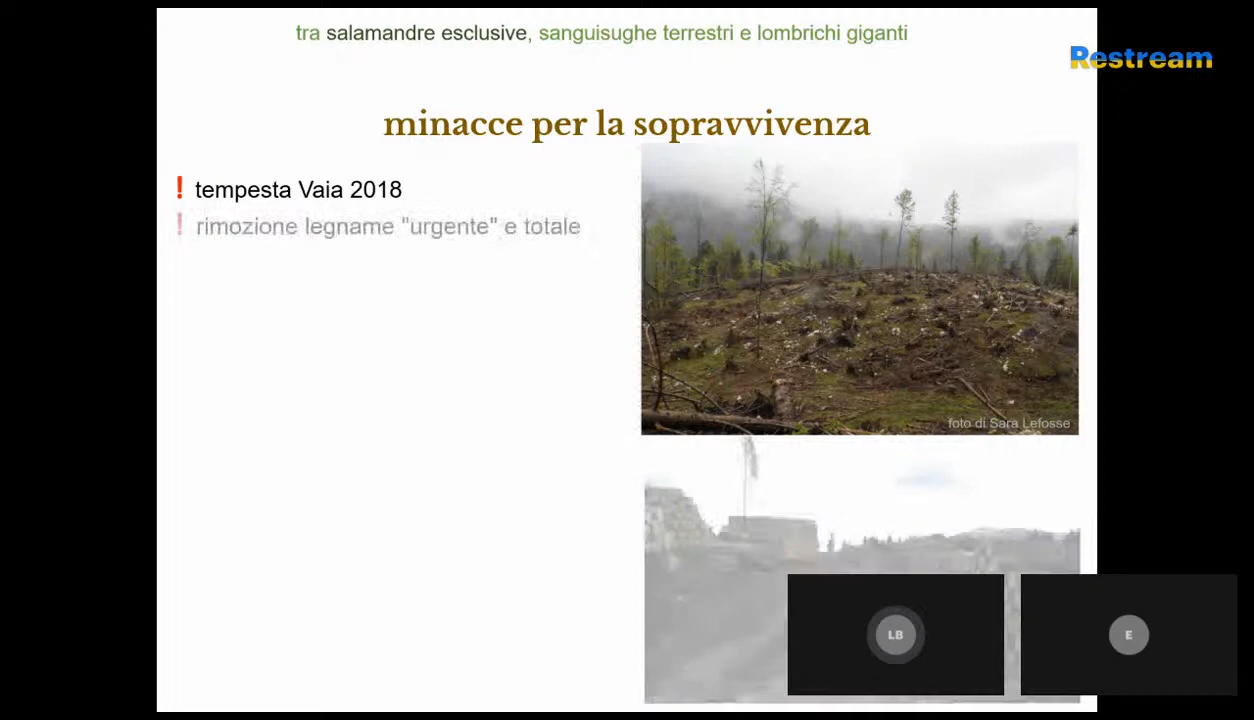 tra salamandre esclusive, sanguisughe terrestri e lombrichi giganti
Restream
minacce per la sopravvivenza
! tempesta Vaia 2018
! rimozione legname "urgente" e totale
foto di Sara Lefosse
LB
E